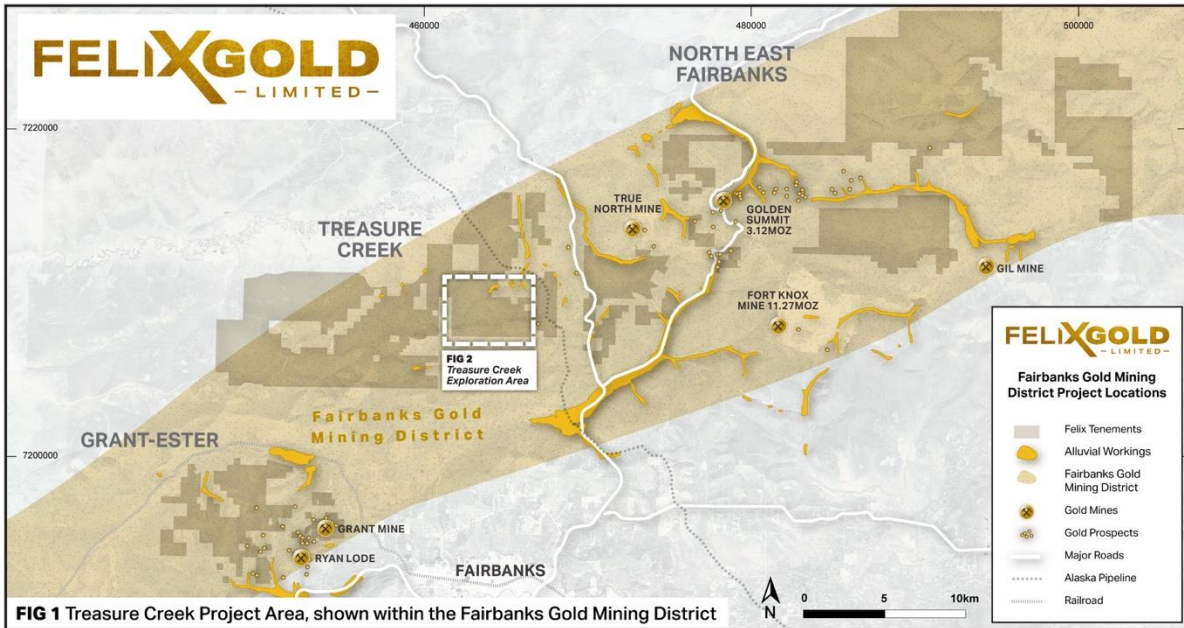 460000
480000
500000
FELIXGOLD
– LIMITED –
NORTH EAST
FAIRBANKS
7220000
TRUE
NORTH MINE
GOLDEN
SUMMIT
3.12MOZ
TREASURE
CREEK
GIL MINE
FORT KNOX
MINE 11.27MOZ
FIG 2
Treasure Creek
Exploration Area
Fairbanks Gold
Mining District
GRANT-ESTER
7200000
GRANT MINE
RYAN LODE
FAIRBANKS
FELIXGOLD
– LIMITED –
Fairbanks Gold Mining
District Project Locations
Felix Tenements
Alluvial Workings
Fairbanks Gold
Mining District
Gold Mines
Gold Prospects
Major Roads
Alaska Pipeline
Railroad
N
0
5
10km
FIG 1 Treasure Creek Project Area, shown within the Fairbanks Gold Mining District